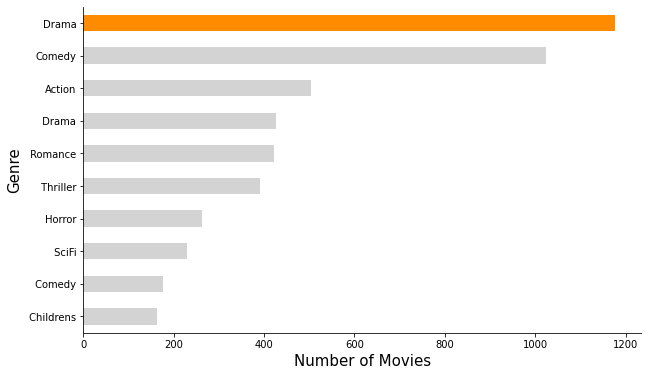 Drama
Comedy
Action
Drama
Romance
Thriller
Horror
SciFi
Comedy
Childrens
Genre
0 200 400 600 800 1000 1200
Number of Movies